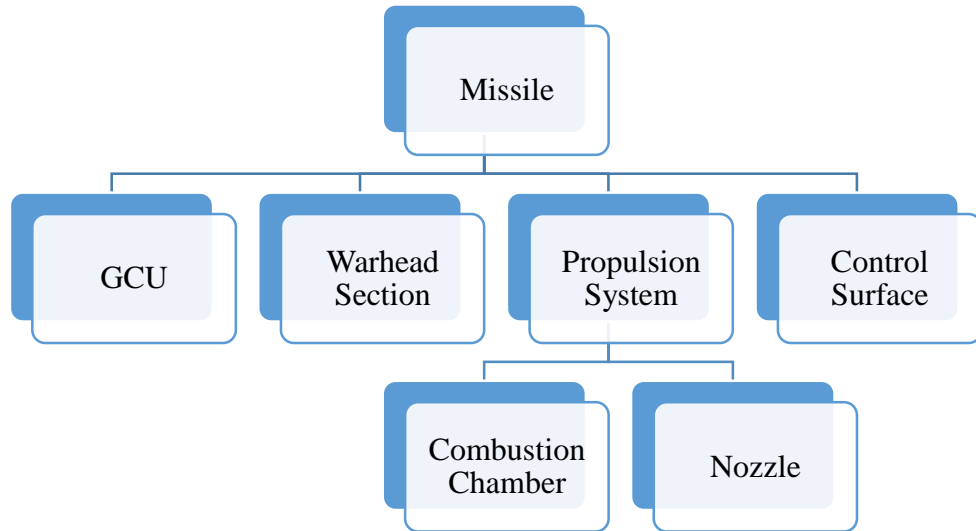 Missile
GCU
Warhead
Section
Propulsion
System
Control
Surface
Combustion
Chamber
Nozzle